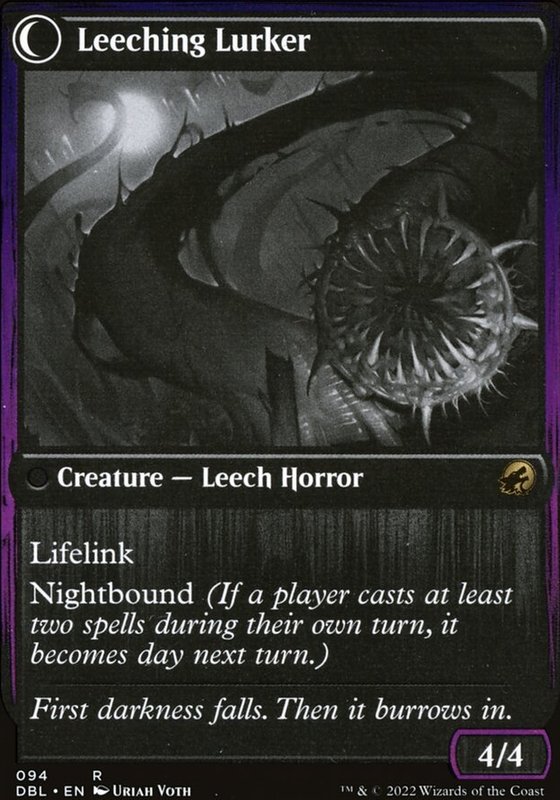 Leeching Lurker
Creature — Leech Horror
Lifelink
Nightbound (If a player casts at least
two spells during their own turn, it
becomes day next turn.)
First darkness falls. Then it burrows in.
4/4
094 R
DBL • EN Uriah Voth
™ & © 2022 Wizards of the Coast